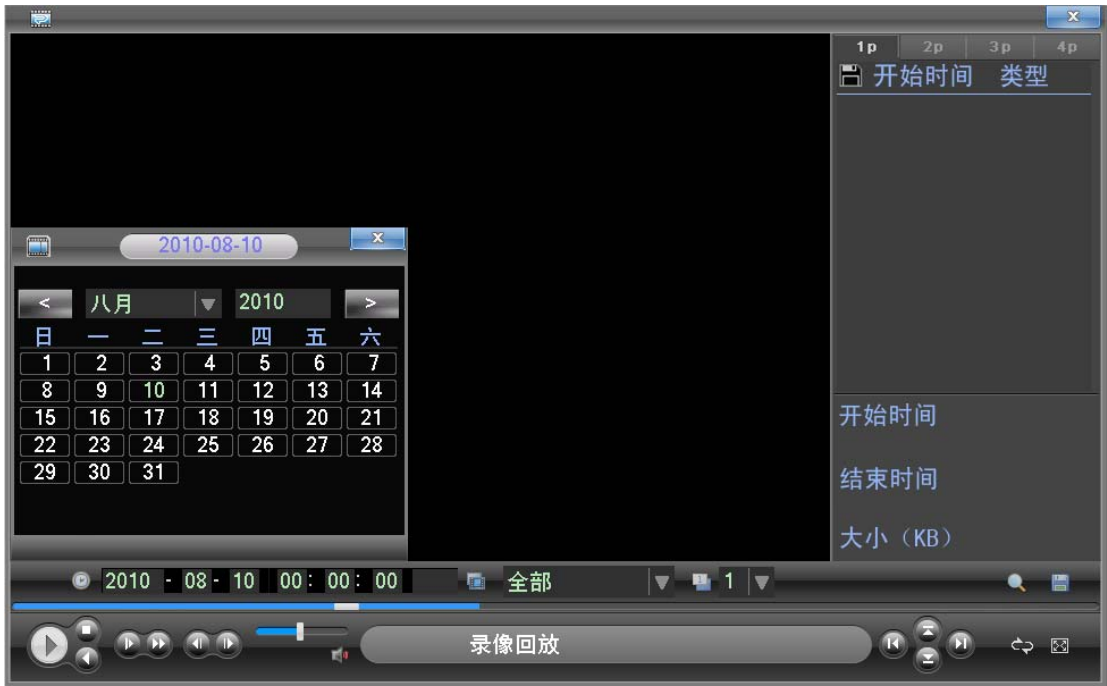 x
1p 2p 3p 4p
开始时间 类型
2010-08-10
x
< 八月 2010 >
日 一 二 三 四 五 六
1 2 3 4 5 6 7
8 9 10 11 12 13 14
15 16 17 18 19 20 21
22 23 24 25 26 27 28
29 30 31
开始时间
结束时间
大小（KB）
2010 - 08 - 10 00: 00: 00 全部 1
录像回放